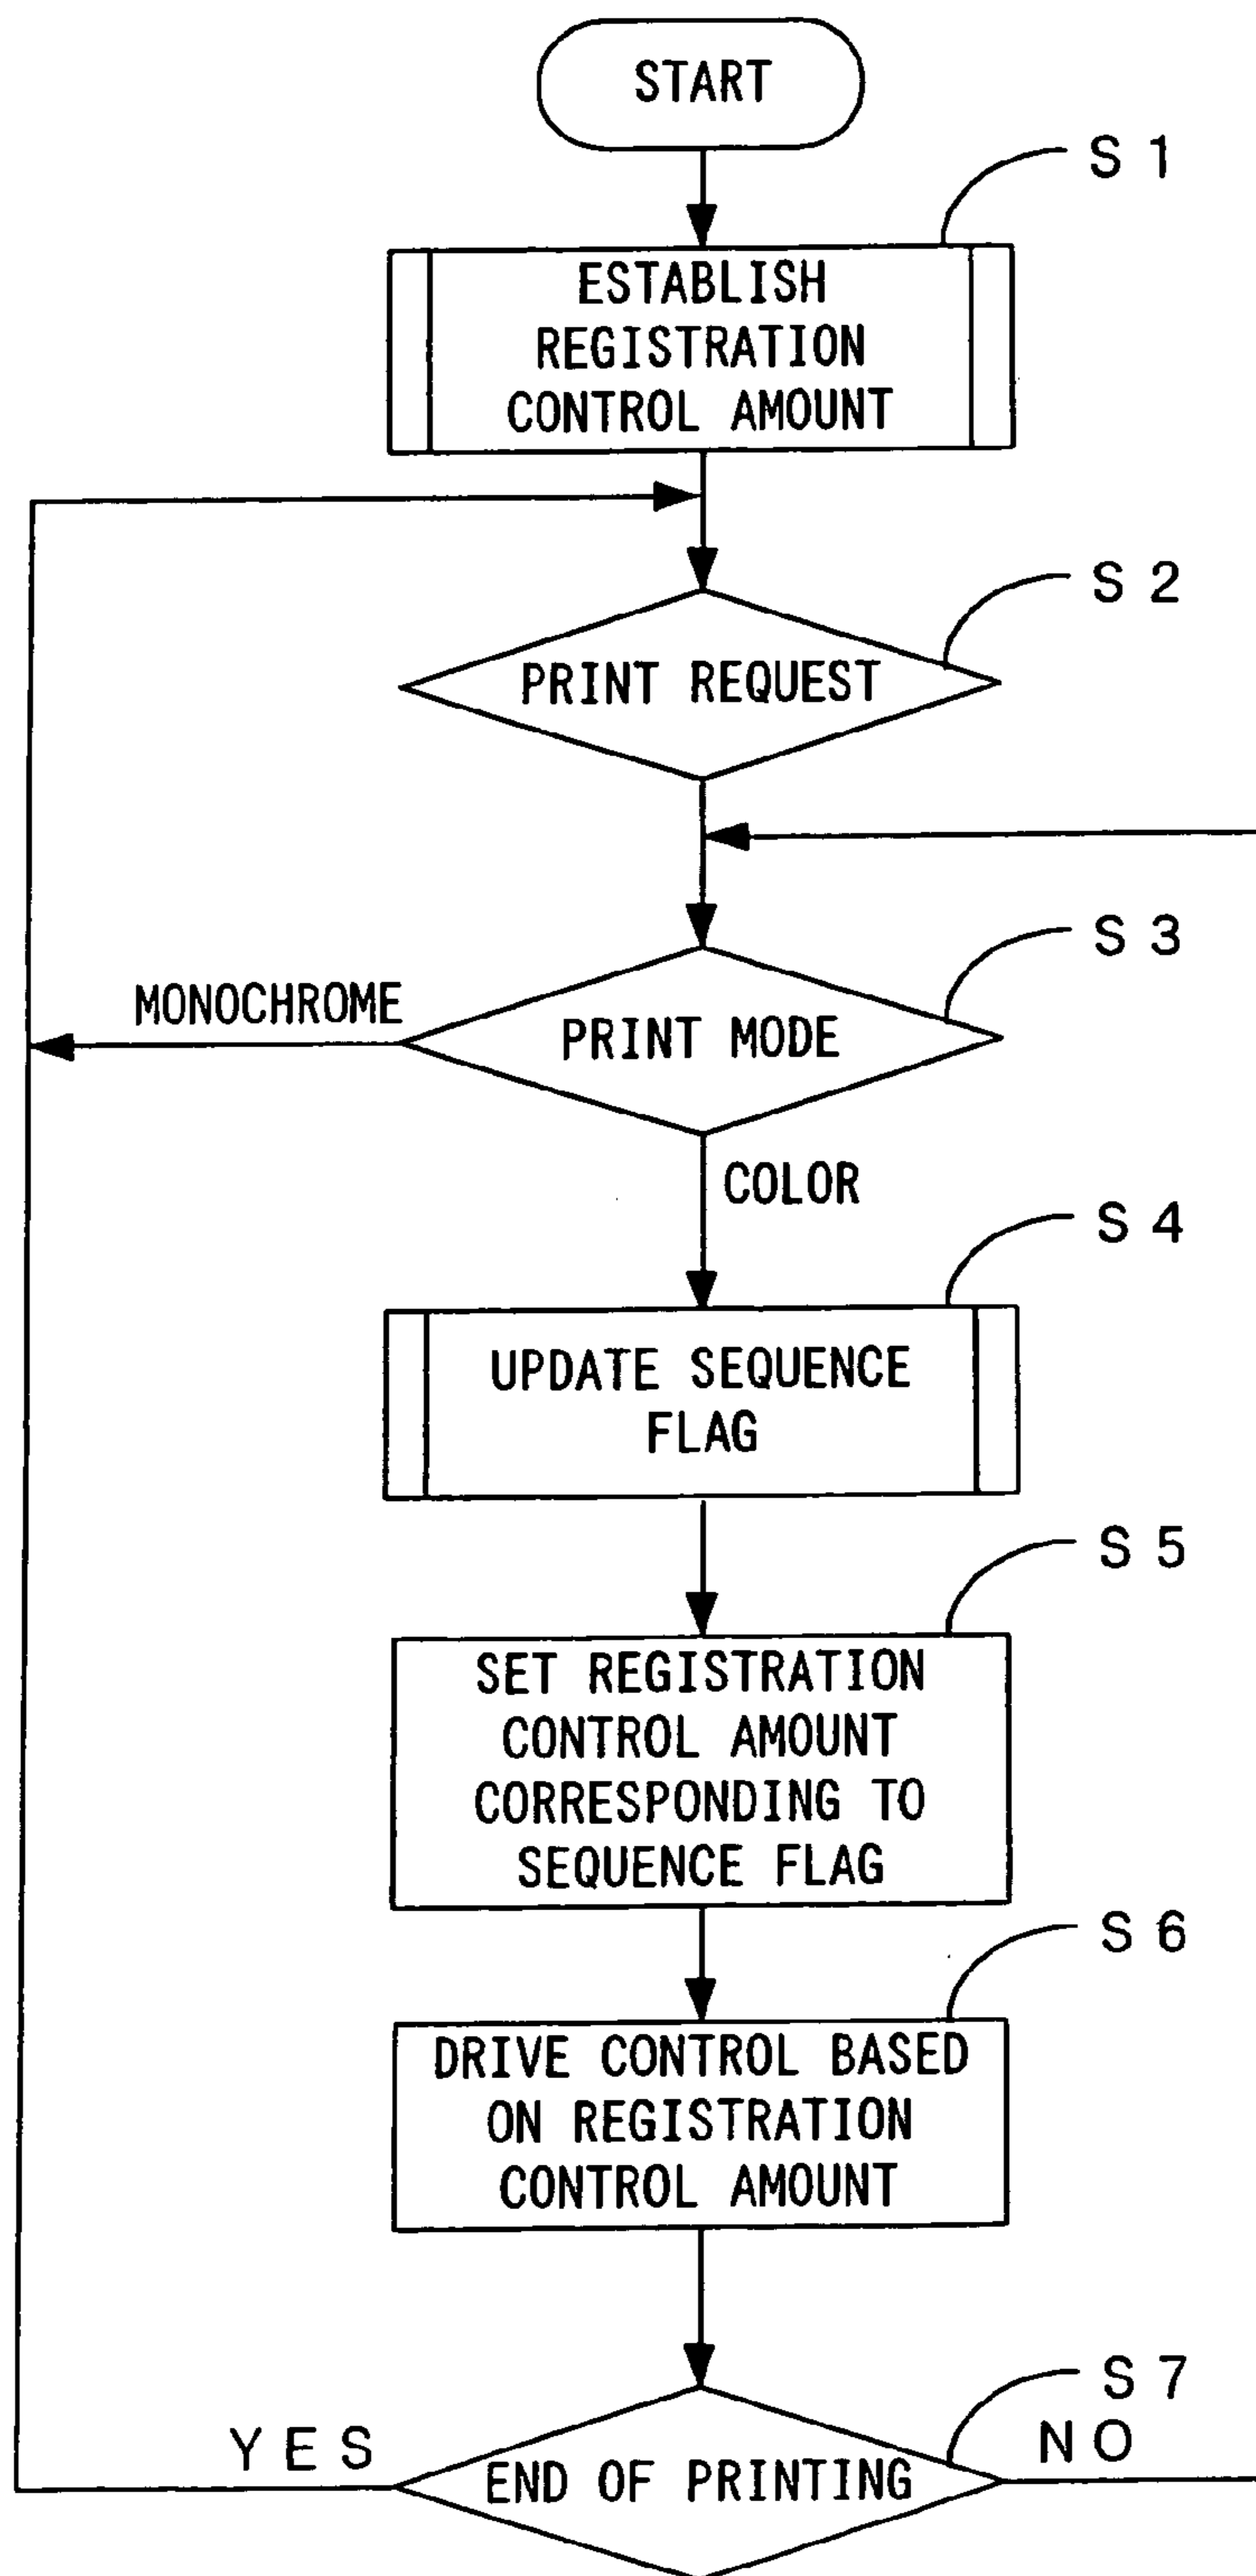 START
S 1
ESTABLISH
REGISTRATION
CONTROL AMOUNT
S 2
PRINT REQUEST
S 3
MONOCHROME
PRINT MODE
COLOR
S 4
UPDATE SEQUENCE
FLAG
S 5
SET REGISTRATION
CONTROL AMOUNT
CORRESPONDING TO
SEQUENCE FLAG
S 6
DRIVE CONTROL BASED
ON REGISTRATION
CONTROL AMOUNT
S 7
YES
NO
END OF PRINTING